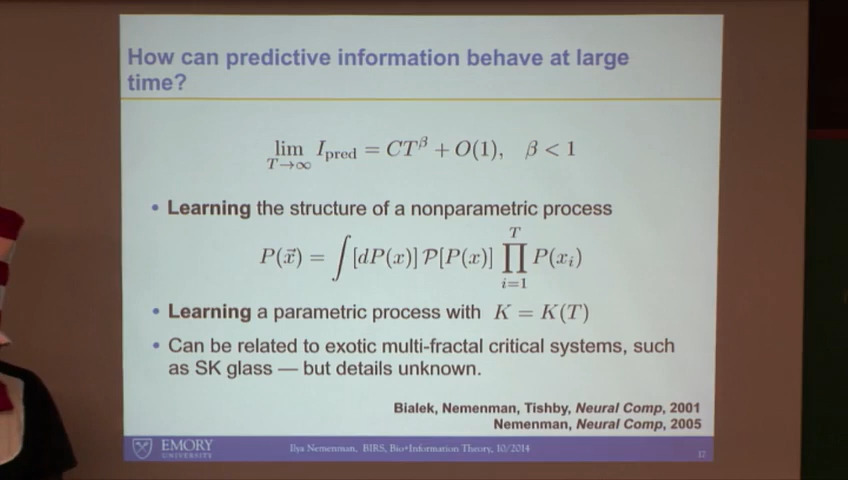 How can predictive information behave at large
time?
lim T→∞ I_pred = CT^β + O(1), β < 1
• Learning the structure of a nonparametric process
P(x⃗) = ∫[dP(x)] 𝒫[P(x)] ∏_{i=1}^{T} P(x_i)
• Learning a parametric process with K = K(T)
• Can be related to exotic multi-fractal critical systems, such
as SK glass — but details unknown.
Bialek, Nemenman, Tishby, Neural Comp, 2001
Nemenman, Neural Comp, 2005
EMORY
UNIVERSITY
Ilya Nemenman, BIRS, Bio+Information Theory, 10/2014
12